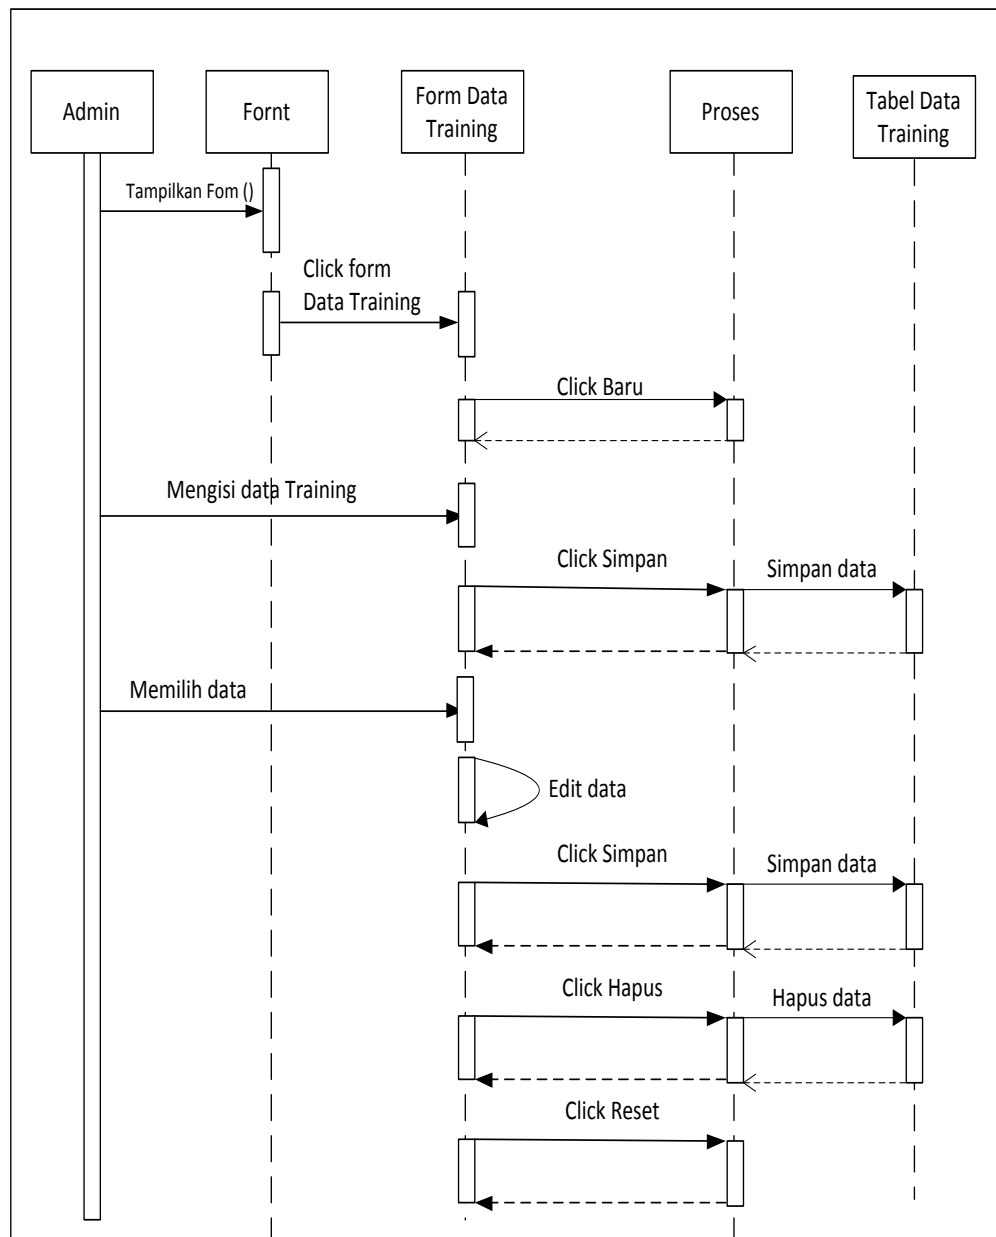 Admin
Fornt
Form Data
Training
Proses
Tabel Data
Training
Tampilkan Fom ()
Click form
Data Training
Click Baru
Mengisi data Training
Click Simpan
Simpan data
Memilih data
Edit data
Click Simpan
Simpan data
Click Hapus
Hapus data
Click Reset